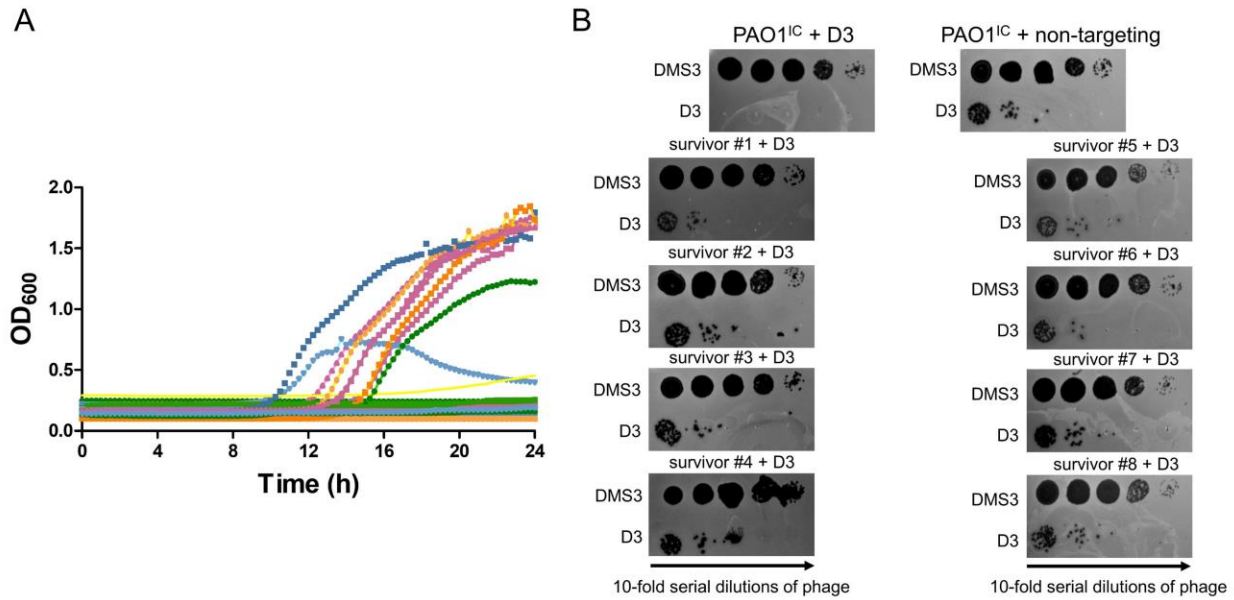 A
OD600
2.0
1.5
1.0
0.5
0.0
0 4 8 12 16 20 24
Time (h)
B
PAO1IC + D3
DMS3
D3
survivor #1 + D3
DMS3
D3
survivor #2 + D3
DMS3
D3
survivor #3 + D3
DMS3
D3
survivor #4 + D3
DMS3
D3
10-fold serial dilutions of phage
PAO1IC + non-targeting
DMS3
D3
survivor #5 + D3
DMS3
D3
survivor #6 + D3
DMS3
D3
survivor #7 + D3
DMS3
D3
survivor #8 + D3
DMS3
D3
10-fold serial dilutions of phage